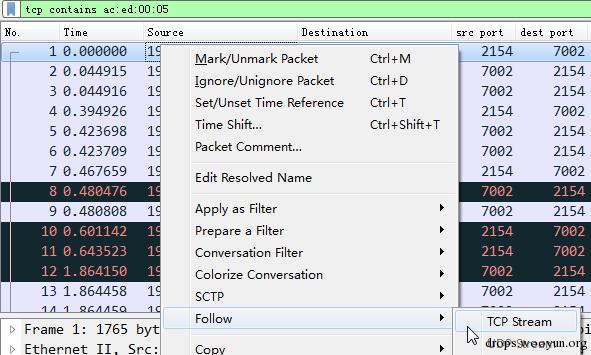 tcp contains ac:ed:00:05
No. Time Source Destination src port dest port
1 0.000000 19 2154 7002
Mark/Unmark Packet Ctrl+M
2 0.044915 19 7002 2154
Ignore/Unignore Packet Ctrl+D
3 0.044916 19 7002 2154
Set/Unset Time Reference Ctrl+T
4 0.394926 19 2154 7002
Time Shift... Ctrl+Shift+T
5 0.423698 19 7002 2154
Packet Comment...
6 0.423709 19 7002 2154
7 0.467659 19 2154 7002
Edit Resolved Name
8 0.480476 19 7002 2154
9 0.480808 19 7002 2154
Apply as Filter
10 0.601142 19 2154 7002
Prepare a Filter
11 0.643523 19 2154 7002
Conversation Filter
12 1.864150 19 7002 2154
Colorize Conversation
13 1.864458 19 2154 7002
SCTP
14 1.864458 19
Follow
TCP Stream
Frame 1: 1765 byt
drops.wooyun.org
Ethernet II, Src:
Copy